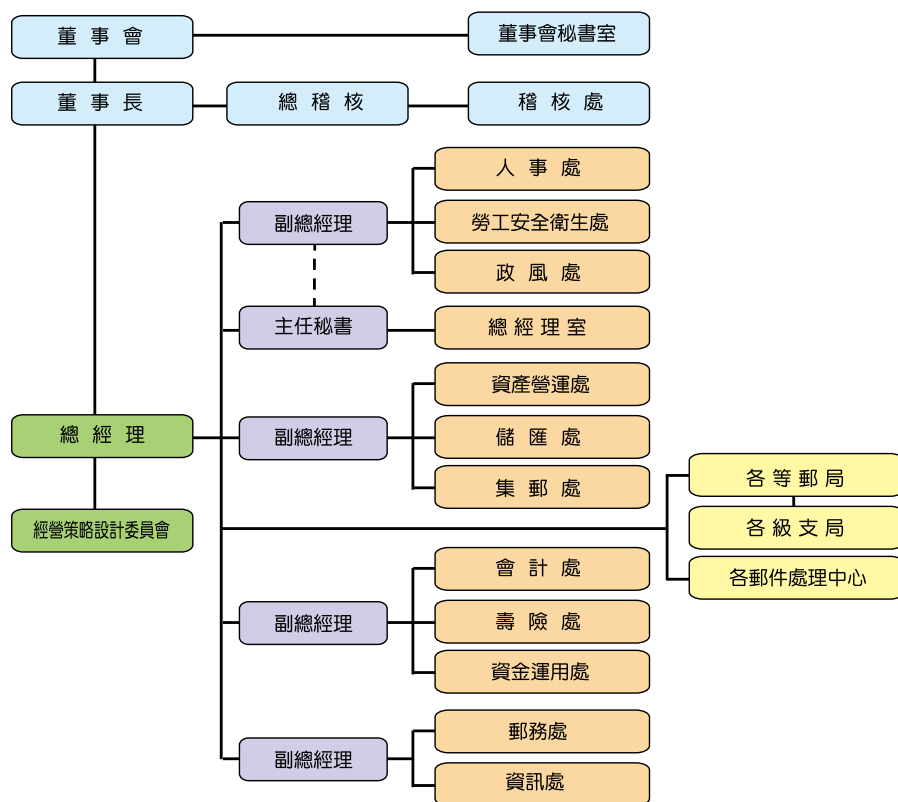 董事會
董事會秘書室
董事長
總稽核
稽核處
人事處
副總經理
勞工安全衛生處
政風處
主任秘書
總經理室
資產營運處
總經理
副總經理
儲匯處
集郵處
各等郵局
經營策略設計委員會
各級支局
各郵件處理中心
會計處
副總經理
壽險處
資金運用處
郵務處
副總經理
資訊處